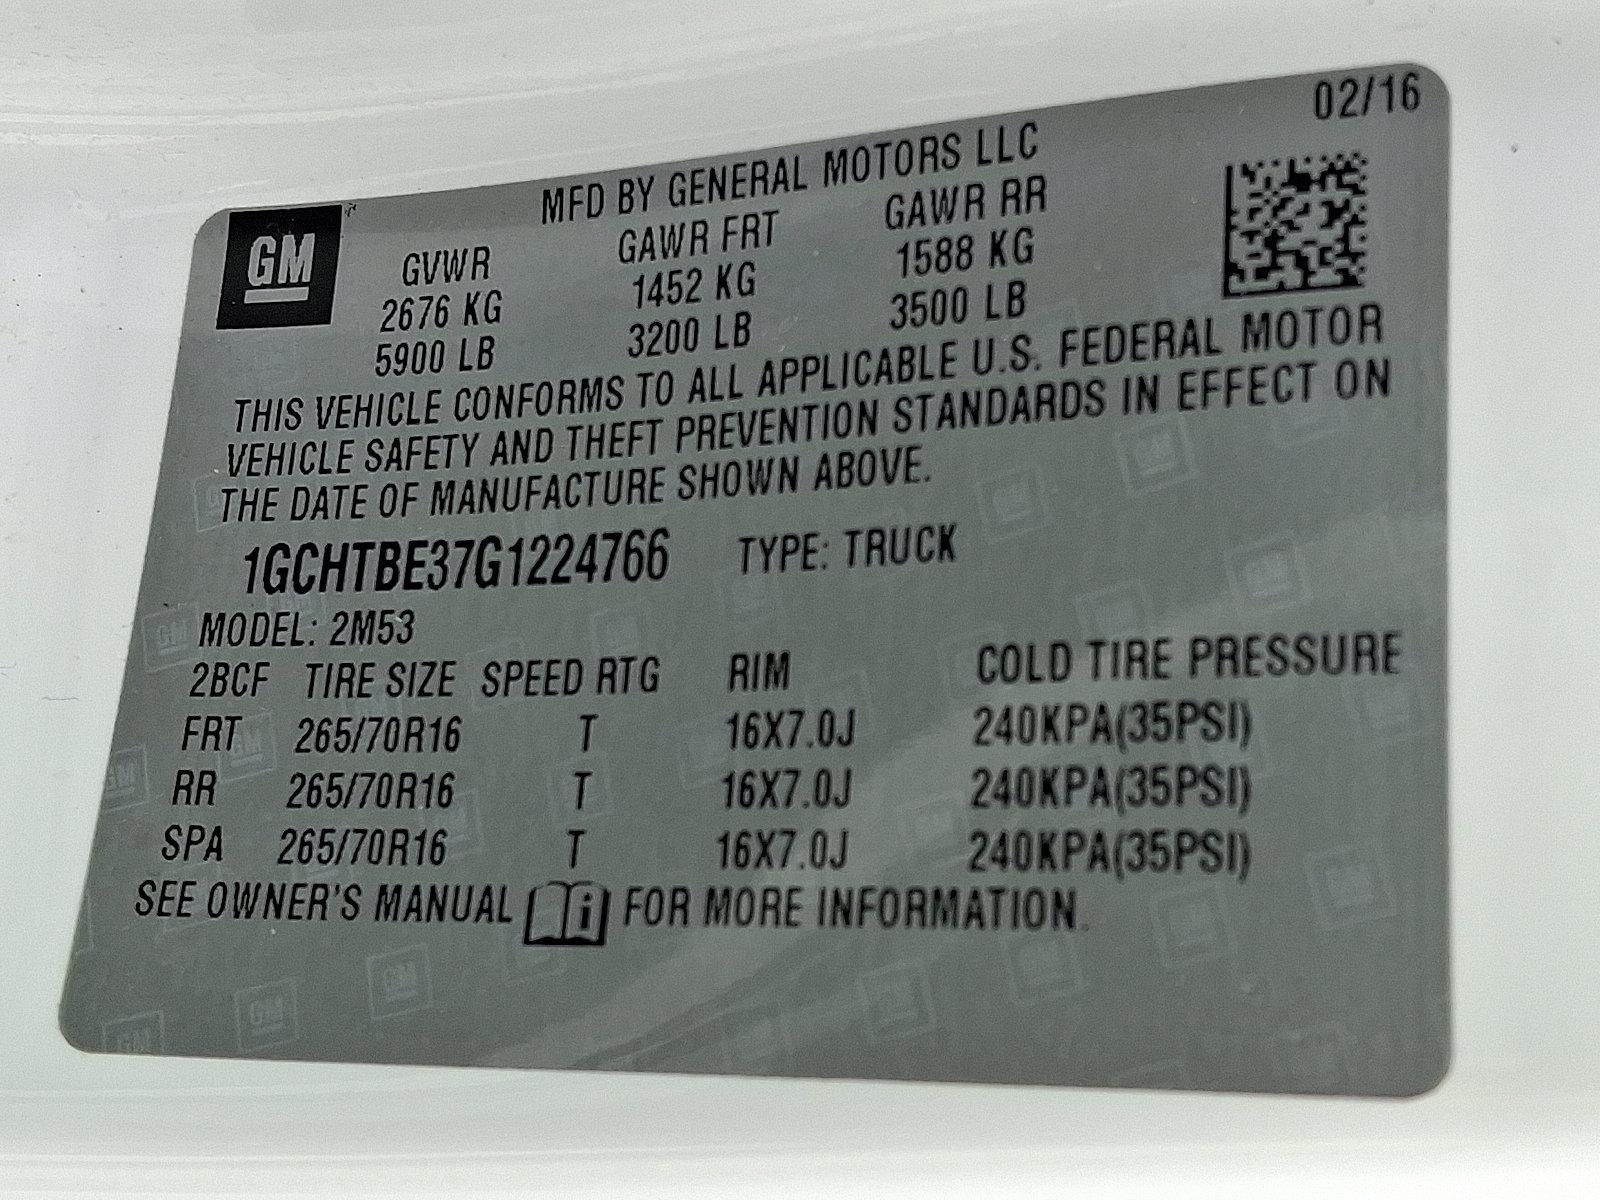 02/16
MFD BY GENERAL MOTORS LLC
GM
GVWR GAWR FRT GAWR RR
2676 KG 1452 KG 1588 KG
5900 LB 3200 LB 3500 LB
THIS VEHICLE CONFORMS TO ALL APPLICABLE U.S. FEDERAL MOTOR
VEHICLE SAFETY AND THEFT PREVENTION STANDARDS IN EFFECT ON
THE DATE OF MANUFACTURE SHOWN ABOVE.
1GCHTBE37G1224766 TYPE: TRUCK
MODEL: 2M53
2BCF TIRE SIZE SPEED RTG RIM COLD TIRE PRESSURE
FRT 265/70R16 T 16X7.0J 240KPA(35PSI)
RR 265/70R16 T 16X7.0J 240KPA(35PSI)
SPA 265/70R16 T 16X7.0J 240KPA(35PSI)
SEE OWNER'S MANUAL i FOR MORE INFORMATION.